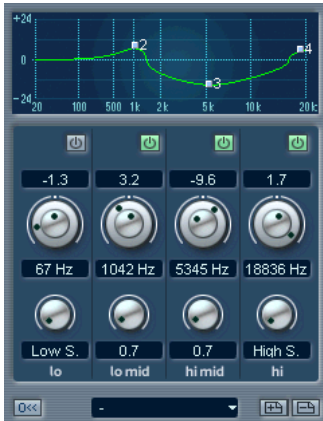 +24
2
4
0
3
-24
20 100 500 1k 2k 5k 10k 20k
-1.3 3.2 -9.6 1.7
67 Hz 1042 Hz 5345 Hz 18836 Hz
Low S. 0.7 0.7 High S.
lo lo mid hi mid hi
0<< -